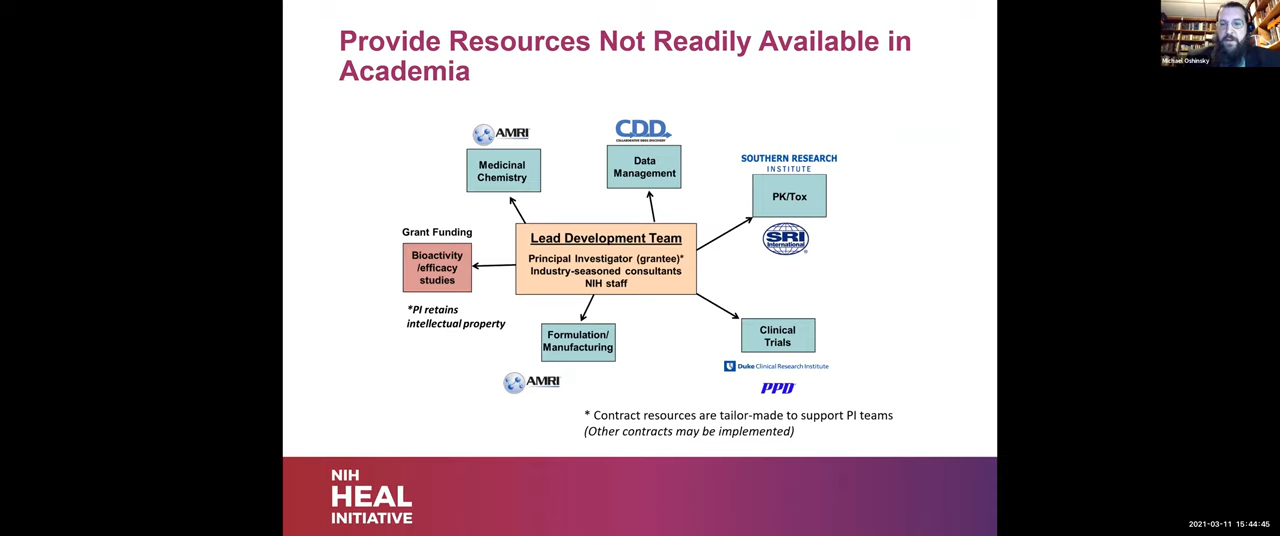 Provide Resources Not Readily Available in
Academia
Michael Oshinsky
AMRI
CDD
COLLABORATIVE DRUG DISCOVERY
Medicinal
Chemistry
Data
Management
SOUTHERN RESEARCH
INSTITUTE
PK/Tox
SRI
International
Grant Funding
Bioactivity
/efficacy
studies
*PI retains
intellectual property
Lead Development Team
Principal Investigator (grantee)*
Industry-seasoned consultants
NIH staff
Formulation/
Manufacturing
AMRI
Clinical
Trials
Duke Clinical Research Institute
PPD
* Contract resources are tailor-made to support PI teams
(Other contracts may be implemented)
NIH
HEAL
INITIATIVE
2021-03-11 15:44:45